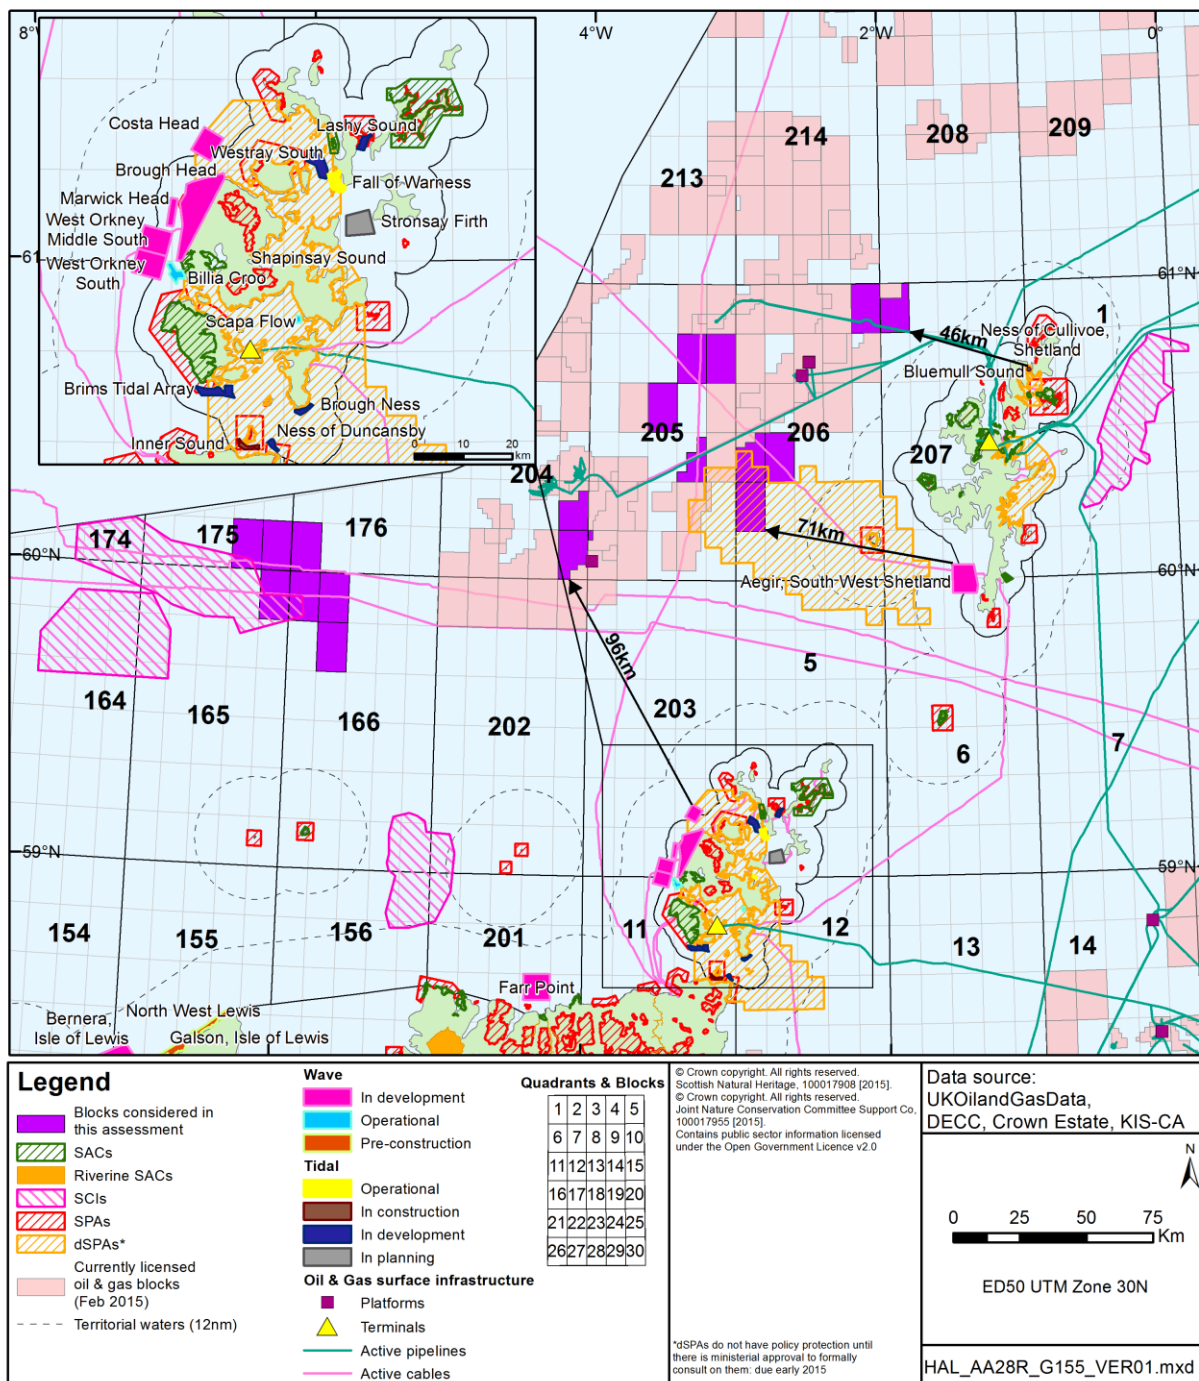 8°W
4°W
2°W
0°
Costa Head
Lashy Sound
Westray South
Brough Head
Fall of Warness
Marwick Head
Stronsay Firth
West Orkney
Middle South
Shapinsay Sound
West Orkney
South
Billia Croo
Scapa Flow
Brims Tidal Array
Brough Ness
Ness of Duncansby
Inner Sound
0 10 20
km
214
208
209
213
61°N
1
46km
Ness of Cullivoe,
Shetland
Bluemull Sound
205
206
207
204
174
175
176
60°N
60°N
71km
Aegir, South West Shetland
96km
5
164
165
166
202
203
6
7
59°N
59°N
154
155
156
201
11
12
13
14
Farr Point
North West Lewis
Bernera,
Isle of Lewis
Galson, Isle of Lewis
Legend
Blocks considered in
this assessment
SACs
Riverine SACs
SCIs
SPAs
dSPAs*
Currently licensed
oil & gas blocks
(Feb 2015)
Territorial waters (12nm)
Wave
In development
Operational
Pre-construction
Tidal
Operational
In construction
In development
In planning
Oil & Gas surface infrastructure
Platforms
Terminals
Active pipelines
Active cables
Quadrants & Blocks
1 2 3 4 5
6 7 8 9 10
11 12 13 14 15
16 17 18 19 20
21 22 23 24 25
26 27 28 29 30
© Crown copyright. All rights reserved.
Scottish Natural Heritage, 100017908 [2015].
© Crown copyright. All rights reserved.
Joint Nature Conservation Committee Support Co,
100017955 [2015].
Contains public sector information licensed
under the Open Government Licence v2.0
*dSPAs do not have policy protection until
there is ministerial approval to formally
consult on them: due early 2015
Data source:
UKOilandGasData,
DECC, Crown Estate, KIS-CA
N
0 25 50 75
Km
ED50 UTM Zone 30N
HAL_AA28R_G155_VER01.mxd